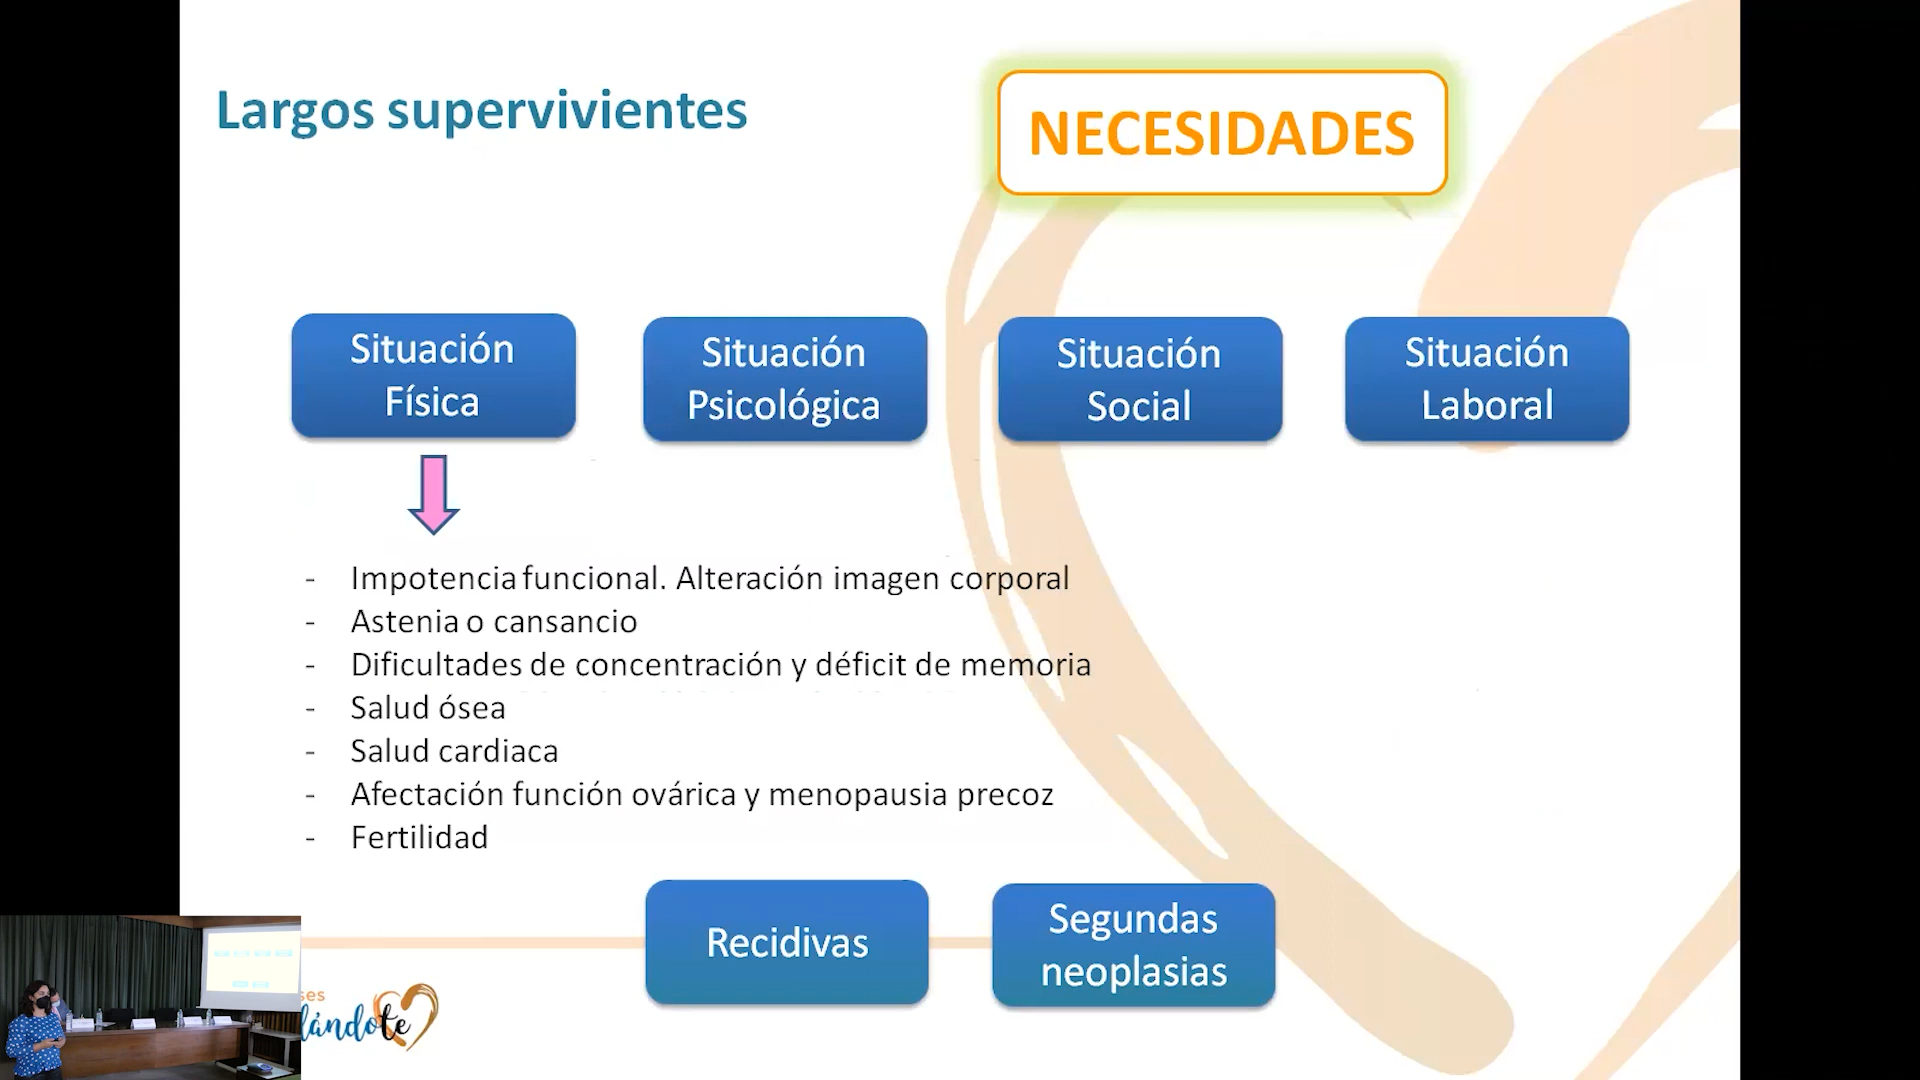 Largos supervivientes
NECESIDADES
Situación
Física
Situación
Psicológica
Situación
Social
Situación
Laboral
- Impotencia funcional. Alteración imagen corporal
- Astenia o cansancio
- Dificultades de concentración y déficit de memoria
- Salud ósea
- Salud cardiaca
- Afectación función ovárica y menopausia precoz
- Fertilidad
Recidivas
Segundas
neoplasias